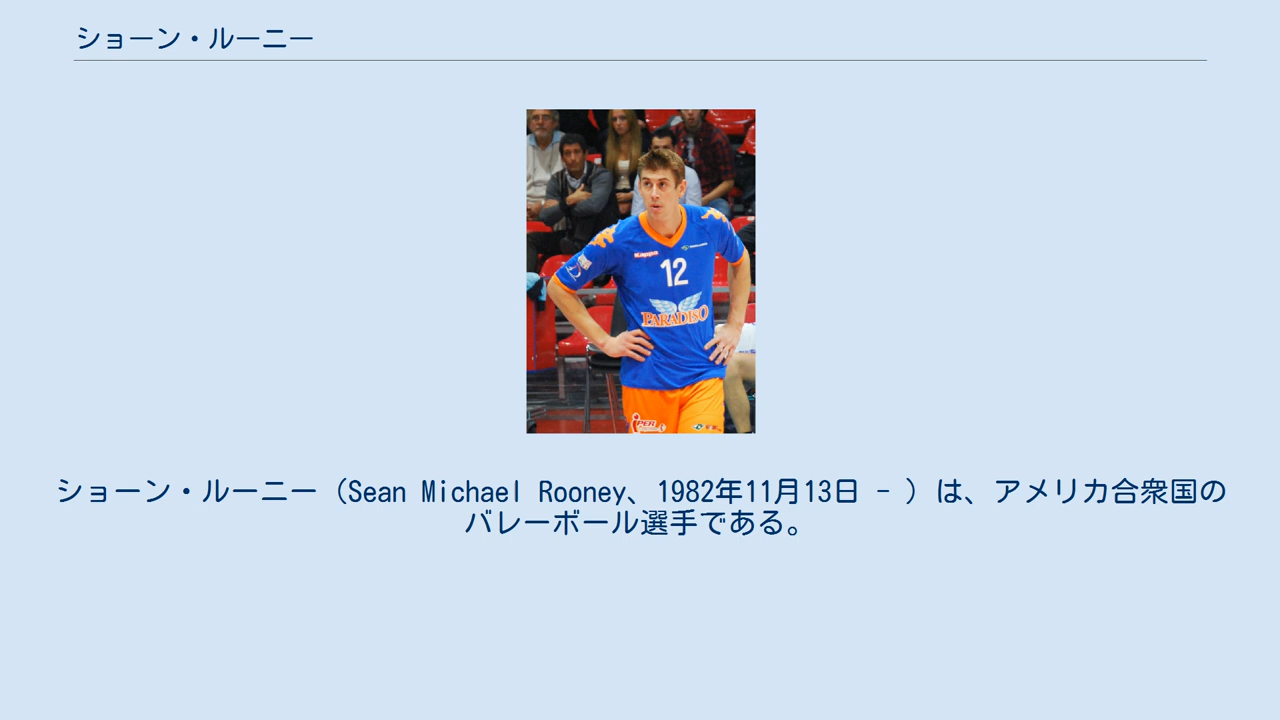 ショーン・ルーニー
Kappa
12
PARADISO
iPER
ショーン・ルーニー（Sean Michael Rooney、1982年11月13日 - ）は、アメリカ合衆国の
バレーボール選手である。